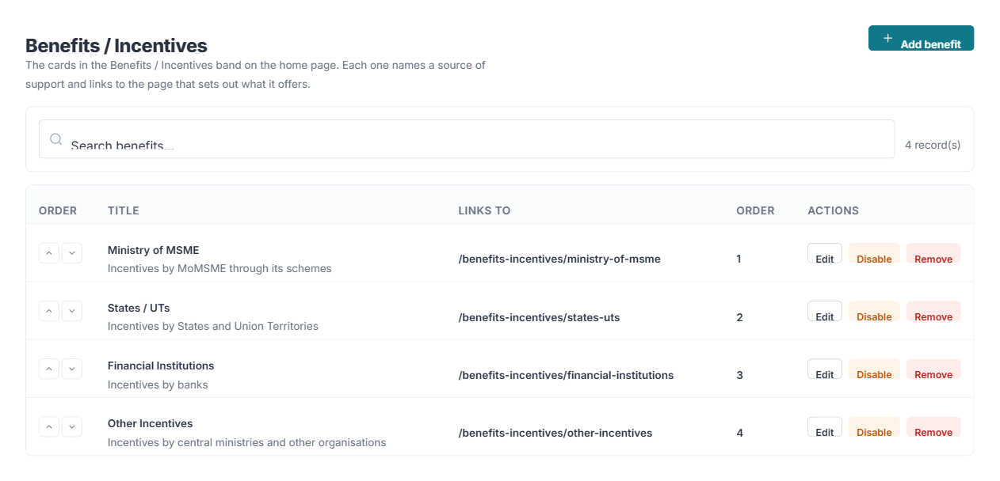 Benefits / Incentives
Add benefit
The cards in the Benefits / Incentives band on the home page. Each one names a source of
support and links to the page that sets out what it offers.
Search benefits...
4 record(s)
ORDER TITLE LINKS TO ORDER ACTIONS
Ministry of MSME
Incentives by MoMSME through its schemes
/benefits-incentives/ministry-of-msme 1 Edit Disable Remove
States / UTs
Incentives by States and Union Territories
/benefits-incentives/states-uts 2 Edit Disable Remove
Financial Institutions
Incentives by banks
/benefits-incentives/financial-institutions 3 Edit Disable Remove
Other Incentives
Incentives by central ministries and other organisations
/benefits-incentives/other-incentives 4 Edit Disable Remove